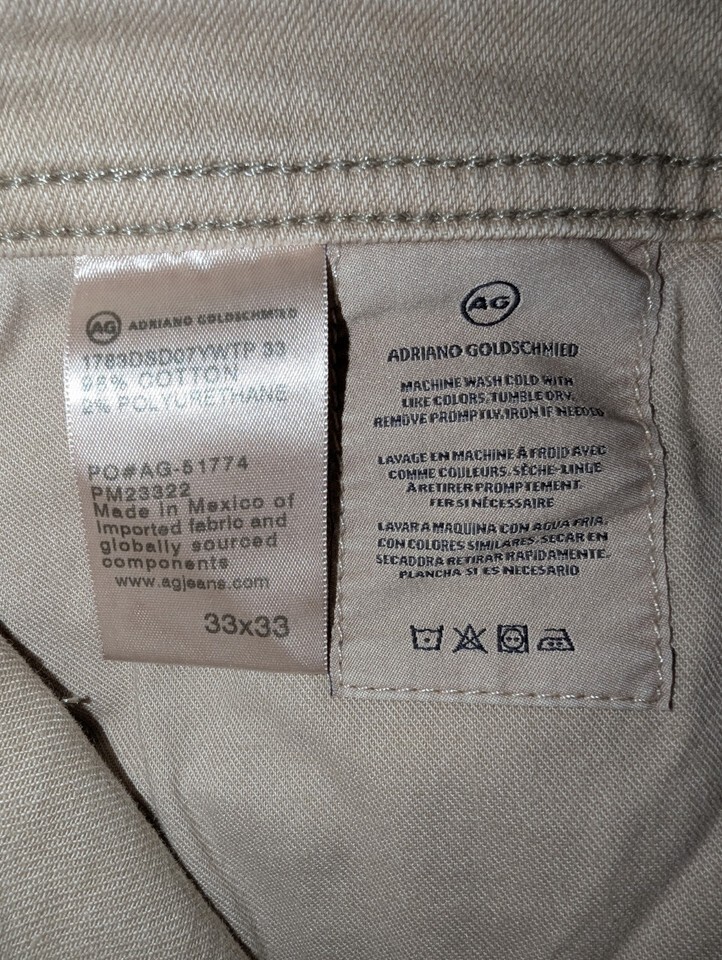 AG ADRIANO GOLDSCHMIED
1783DSD07YWTP 33
98% COTTON
2% POLYURETHANE
PO#AG-51774
PM23322
Made in Mexico of
imported fabric and
globally sourced
components
www.agjeans.com
33x33
AG
ADRIANO GOLDSCHMIED
MACHINE WASH COLD WITH
LIKE COLORS, TUMBLE DRY,
REMOVE PROMPTLY, IRON IF NEEDED
LAVAGE EN MACHINE À FROID AVEC
COMME COULEURS. SÈCHE-LINGE
À RETIRER PROMPTEMENT.
FER SI NÉCESSAIRE
LAVAR A MAQUINA CON AGUA FRIA.
CON COLORES SIMILARES. SECAR EN
SECADORA RETIRAR RAPIDAMENTE.
PLANCHA SI ES NECESARIO